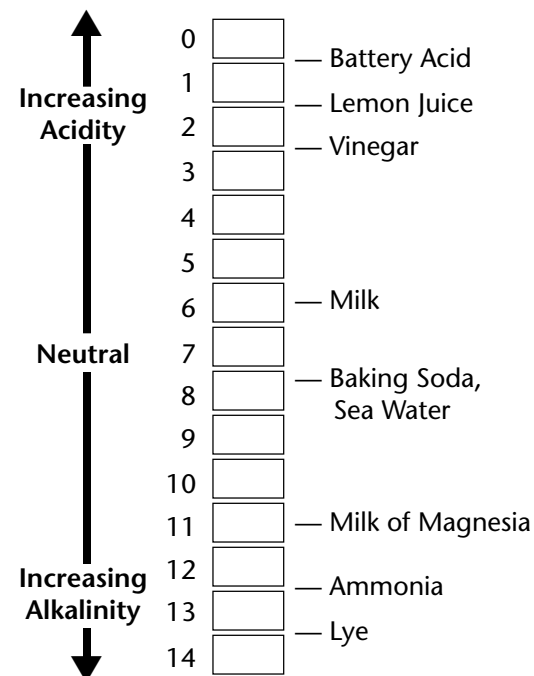 0
— Battery Acid
1
Increasing
Acidity
— Lemon Juice
2
— Vinegar
3
4
5
6
— Milk
Neutral
7
— Baking Soda,
Sea Water
8
9
10
11
— Milk of Magnesia
Increasing
Alkalinity
12
— Ammonia
13
— Lye
14